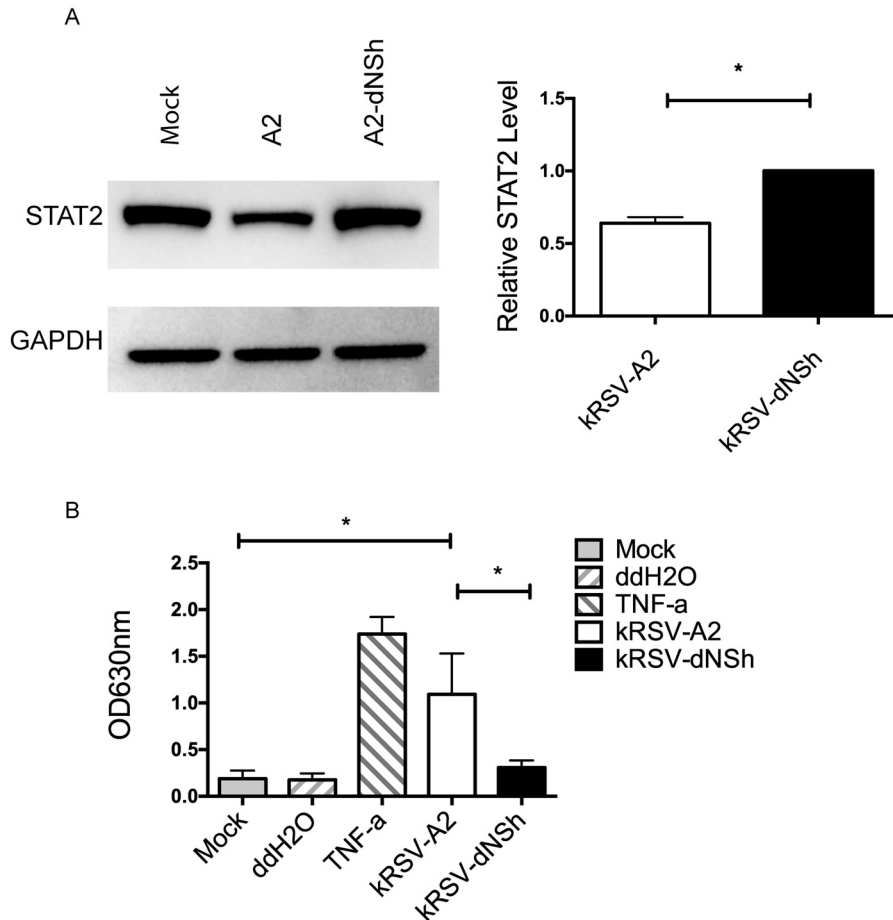 A
Mock
A2
A2-dNSh
STAT2
GAPDH
*
Relative STAT2 Level
1.5
1.0
0.5
0.0
kRSV-A2
kRSV-dNSh
B
*
*
OD630nm
2.5
2.0
1.5
1.0
0.5
0.0
Mock
ddH2O
TNF-a
kRSV-A2
kRSV-dNSh
Mock
ddH2O
TNF-a
kRSV-A2
kRSV-dNSh